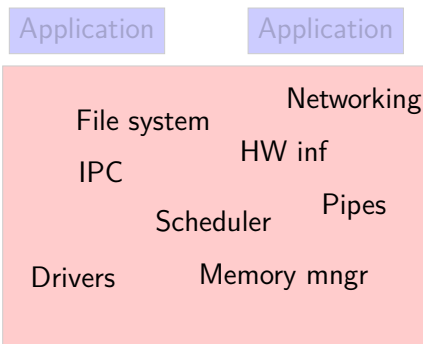 Application
Application
Networking
File system
HW inf
IPC
Pipes
Scheduler
Drivers
Memory mngr